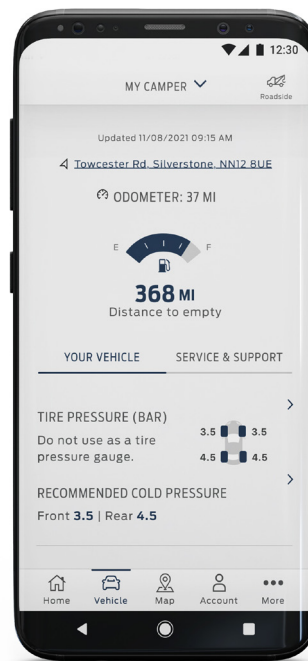 12:30
MY CAMPER
Roadside
Updated 11/08/2021 09:15 AM
Towcester Rd, Silverstone, NN12 8UE
ODOMETER: 37 MI
E F
368 MI
Distance to empty
YOUR VEHICLE SERVICE & SUPPORT
TIRE PRESSURE (BAR)
Do not use as a tire
pressure gauge.
3.5 3.5
4.5 4.5
RECOMMENDED COLD PRESSURE
Front 3.5 | Rear 4.5
Home Vehicle Map Account More